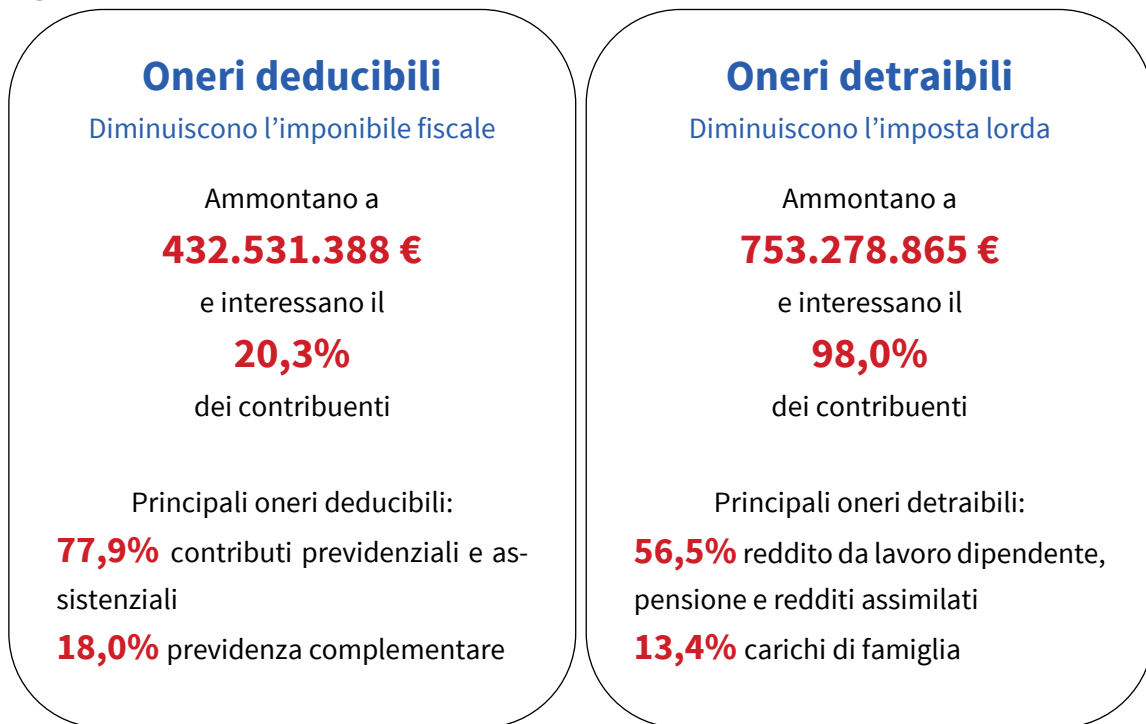 Oneri deducibili
Diminuiscono l’imponibile fiscale
Ammontano a
432.531.388 €
e interessano il
20,3%
dei contribuenti
Principali oneri deducibili:
77,9% contributi previdenziali e as-
sistenziali
18,0% previdenza complementare
Oneri detraibili
Diminuiscono l’imposta lorda
Ammontano a
753.278.865 €
e interessano il
98,0%
dei contribuenti
Principali oneri detraibili:
56,5% reddito da lavoro dipendente,
pensione e redditi assimilati
13,4% carichi di famiglia